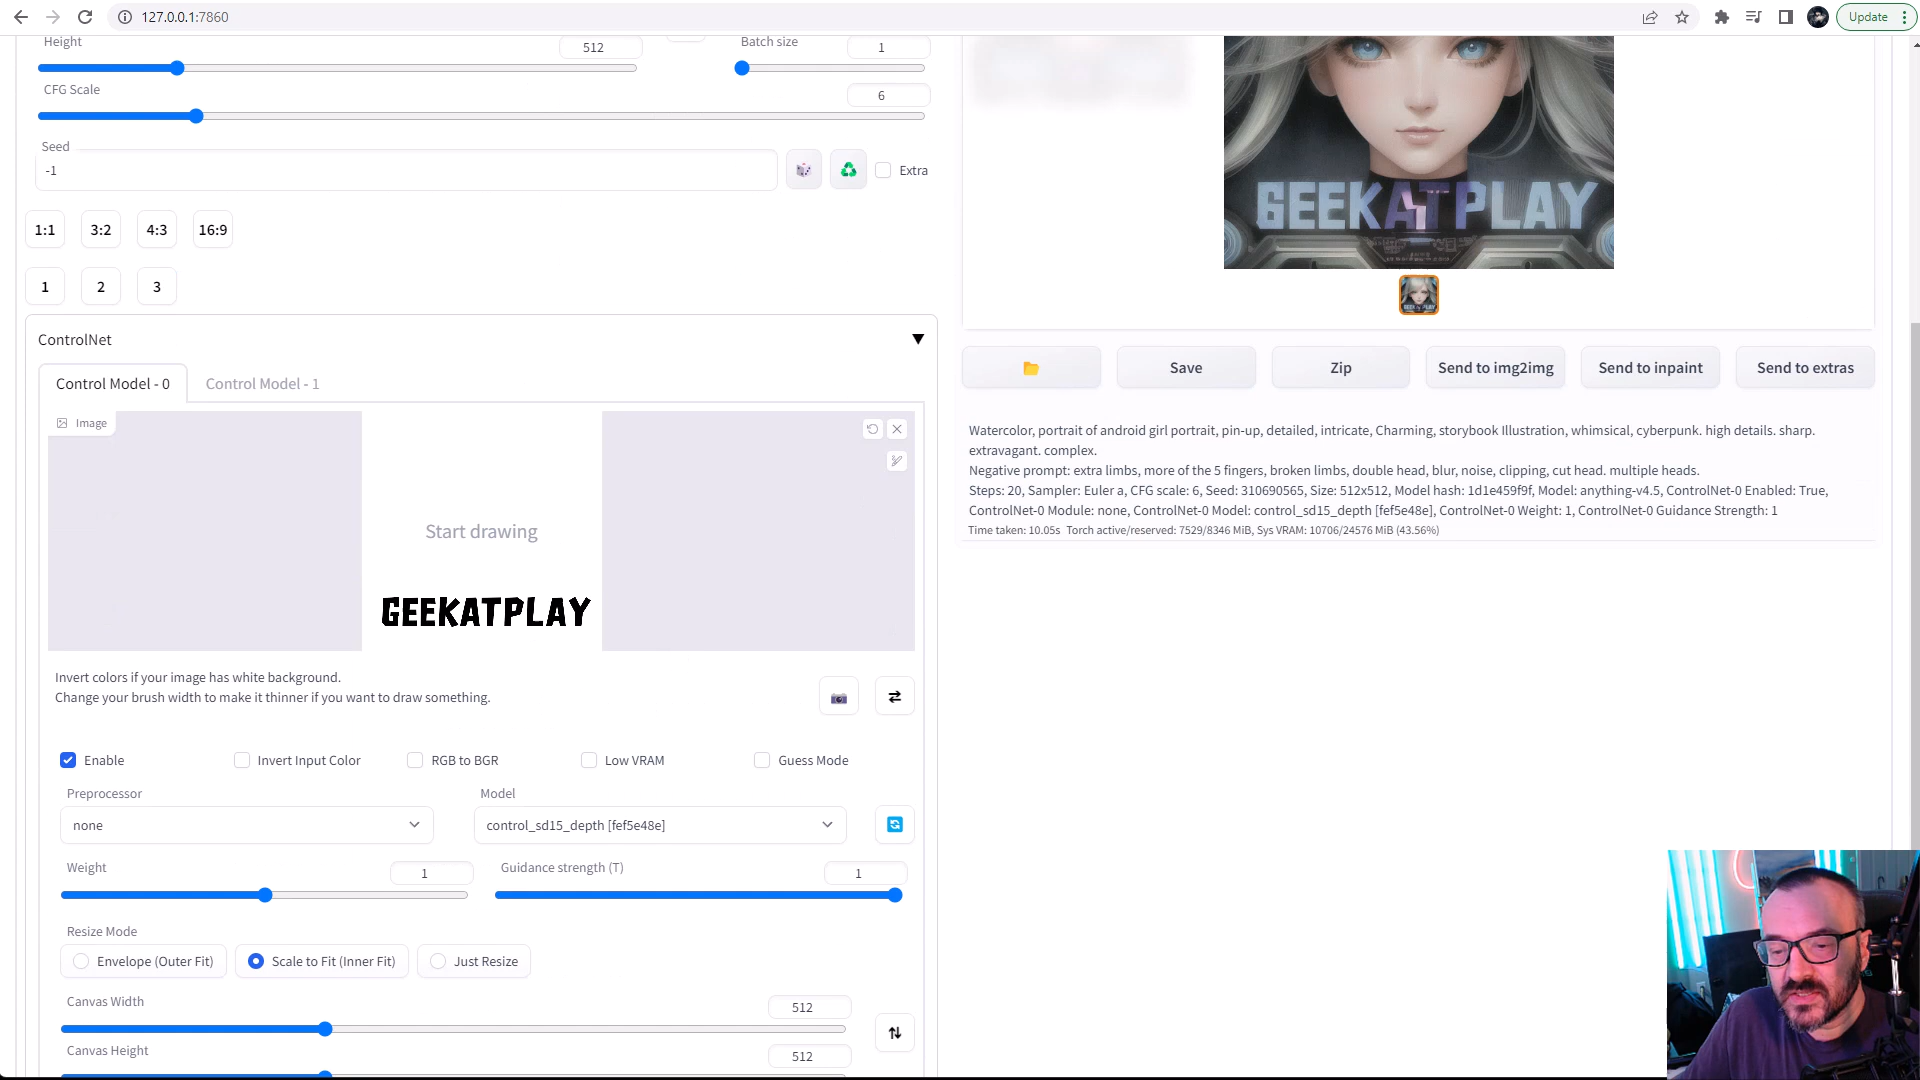 127.0.0.1:7860
Update
Height
512
Batch size
1
CFG Scale
6
Seed
-1
Extra
1:1
3:2
4:3
16:9
1
2
3
ControlNet
Control Model - 0
Control Model - 1
Image
Start drawing
GEEKATPLAY
Invert colors if your image has white background.
Change your brush width to make it thinner if you want to draw something.
Enable
Invert Input Color
RGB to BGR
Low VRAM
Guess Mode
Preprocessor
Model
none
control_sd15_depth [fef5e48e]
Weight
1
Guidance strength (T)
1
Resize Mode
Envelope (Outer Fit)
Scale to Fit (Inner Fit)
Just Resize
Canvas Width
512
Canvas Height
512
GEEKATPLAY
Save
Zip
Send to img2img
Send to inpaint
Send to extras
Watercolor, portrait of android girl portrait, pin-up, detailed, intricate, Charming, storybook Illustration, whimsical, cyberpunk. high details. sharp.
extravagant. complex.
Negative prompt: extra limbs, more of the 5 fingers, broken limbs, double head, blur, noise, clipping, cut head. multiple heads.
Steps: 20, Sampler: Euler a, CFG scale: 6, Seed: 310690565, Size: 512x512, Model hash: 1d1e459f9f, Model: anything-v4.5, ControlNet-0 Enabled: True,
ControlNet-0 Module: none, ControlNet-0 Model: control_sd15_depth [fef5e48e], ControlNet-0 Weight: 1, ControlNet-0 Guidance Strength: 1
Time taken: 10.05s Torch active/reserved: 7529/8346 MiB, Sys VRAM: 10706/24576 MiB (43.56%)